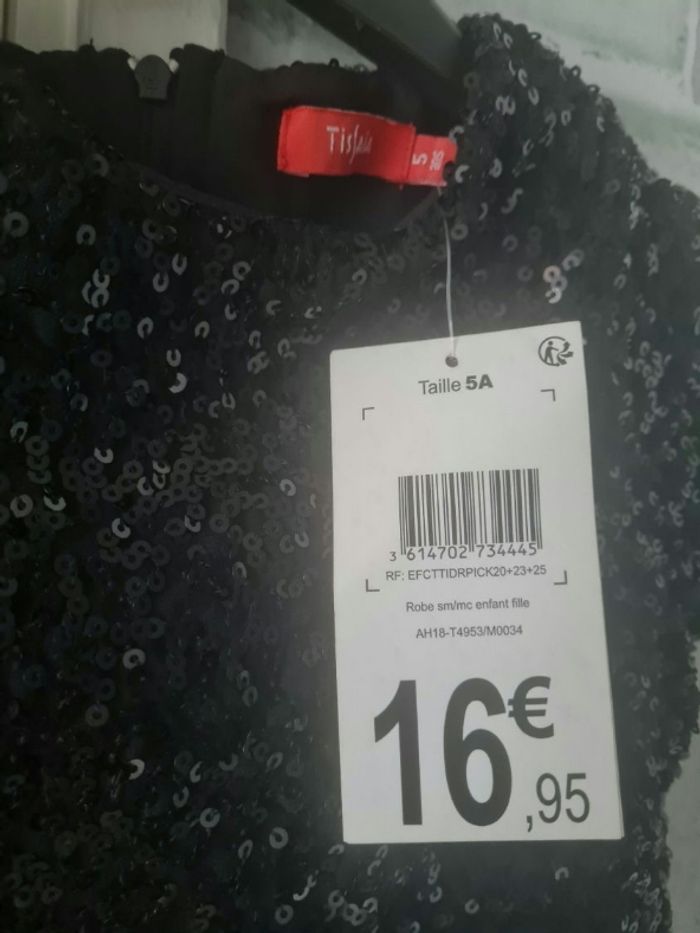 Tissaia
5
ans
Taille 5A
3 614702 734445
RF: EFCTTIDRPICK20+23+25
Robe sm/mc enfant fille
AH18-T4953/M0034
16€,95